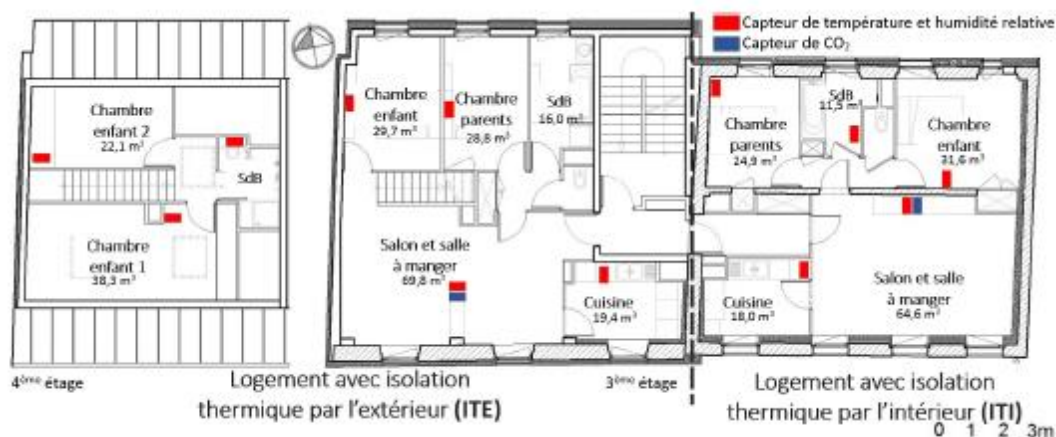 Capteur de température et humidité relative
Capteur de CO₂
Chambre
enfant 2
22,1 m³
SdB
Chambre
enfant 1
38,3 m³
4ème étage
Chambre
enfant
29,7 m³
Chambre
parents
28,8 m³
SdB
16,0 m³
Salon et salle
à manger
69,8 m³
Cuisine
19,4 m³
Logement avec isolation
thermique par l'extérieur (ITE)
3ème étage
Chambre
parents
24,9 m³
SdB
11,5 m³
Chambre
enfant
31,6 m³
Cuisine
18,0 m³
Salon et salle
à manger
64,6 m³
Logement avec isolation
thermique par l'intérieur (ITI)
0 1 2 3m